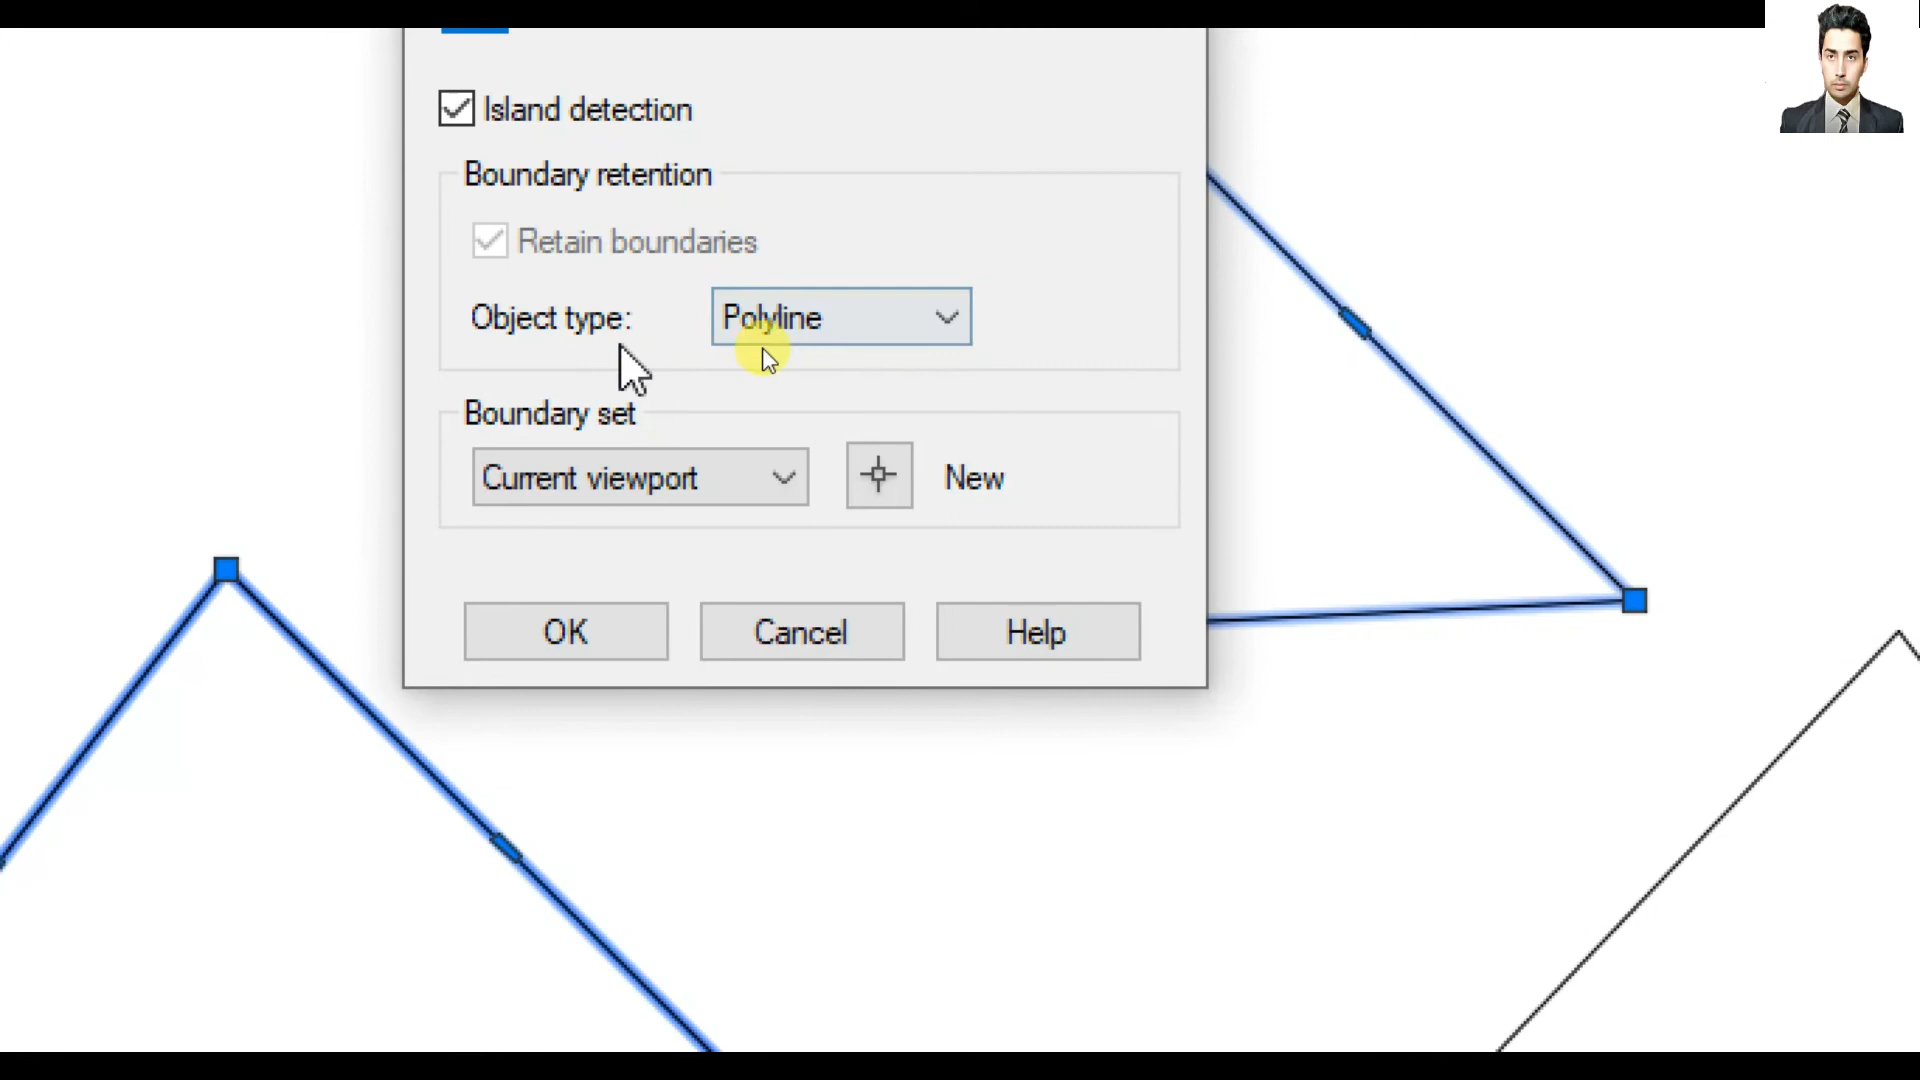 Island detection
Boundary retention
Retain boundaries
Object type:
Polyline
Boundary set
Current viewport
New
OK
Cancel
Help